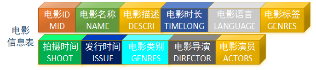 电影ID 电影名称 电影描述 电影时长 电影语言 电影标签
MID NAME DESCRI TIMELONG LANGUAGE GENRES
电影
信息表
拍摄时间 发行时间 电影类别 电影导演 电影演员
SHOOT ISSUE GENRES DIRECTOR ACTORS